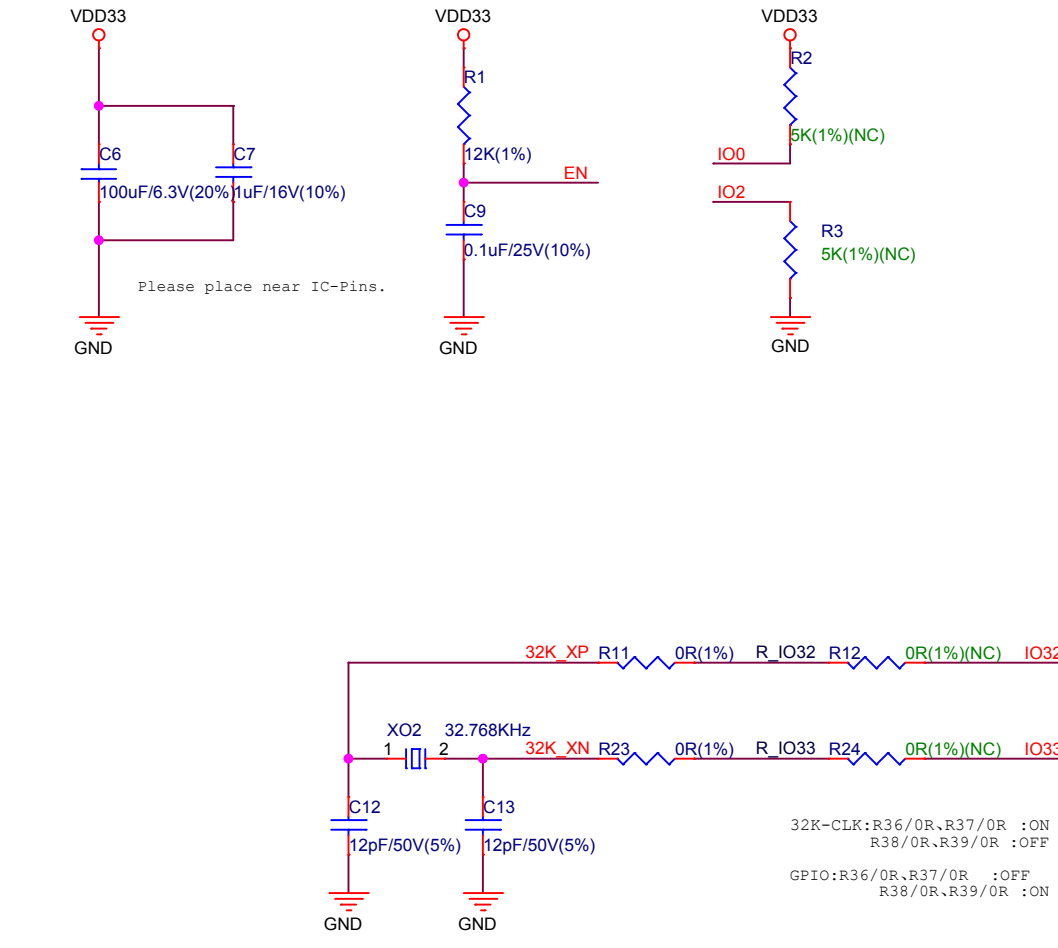 VDD33 VDD33 VDD33
R2
R1
5K(1%)(NC)
C6 C7 12K(1%) IO0
EN
100uF/6.3V(20%) 1uF/16V(10%) IO2
C9
R3
0.1uF/25V(10%) 5K(1%)(NC)
Please place near IC-Pins.
GND GND GND
32K_XP R11 0R(1%) R_IO32 R12 0R(1%)(NC) IO32
XO2 32.768KHz
1 2 32K_XN R23 0R(1%) R_IO33 R24 0R(1%)(NC) IO33
C12 C13
12pF/50V(5%) 12pF/50V(5%)
32K-CLK:R36/0R、R37/0R :ON
R38/0R、R39/0R :OFF
GPIO:R36/0R、R37/0R :OFF
R38/0R、R39/0R :ON
GND GND